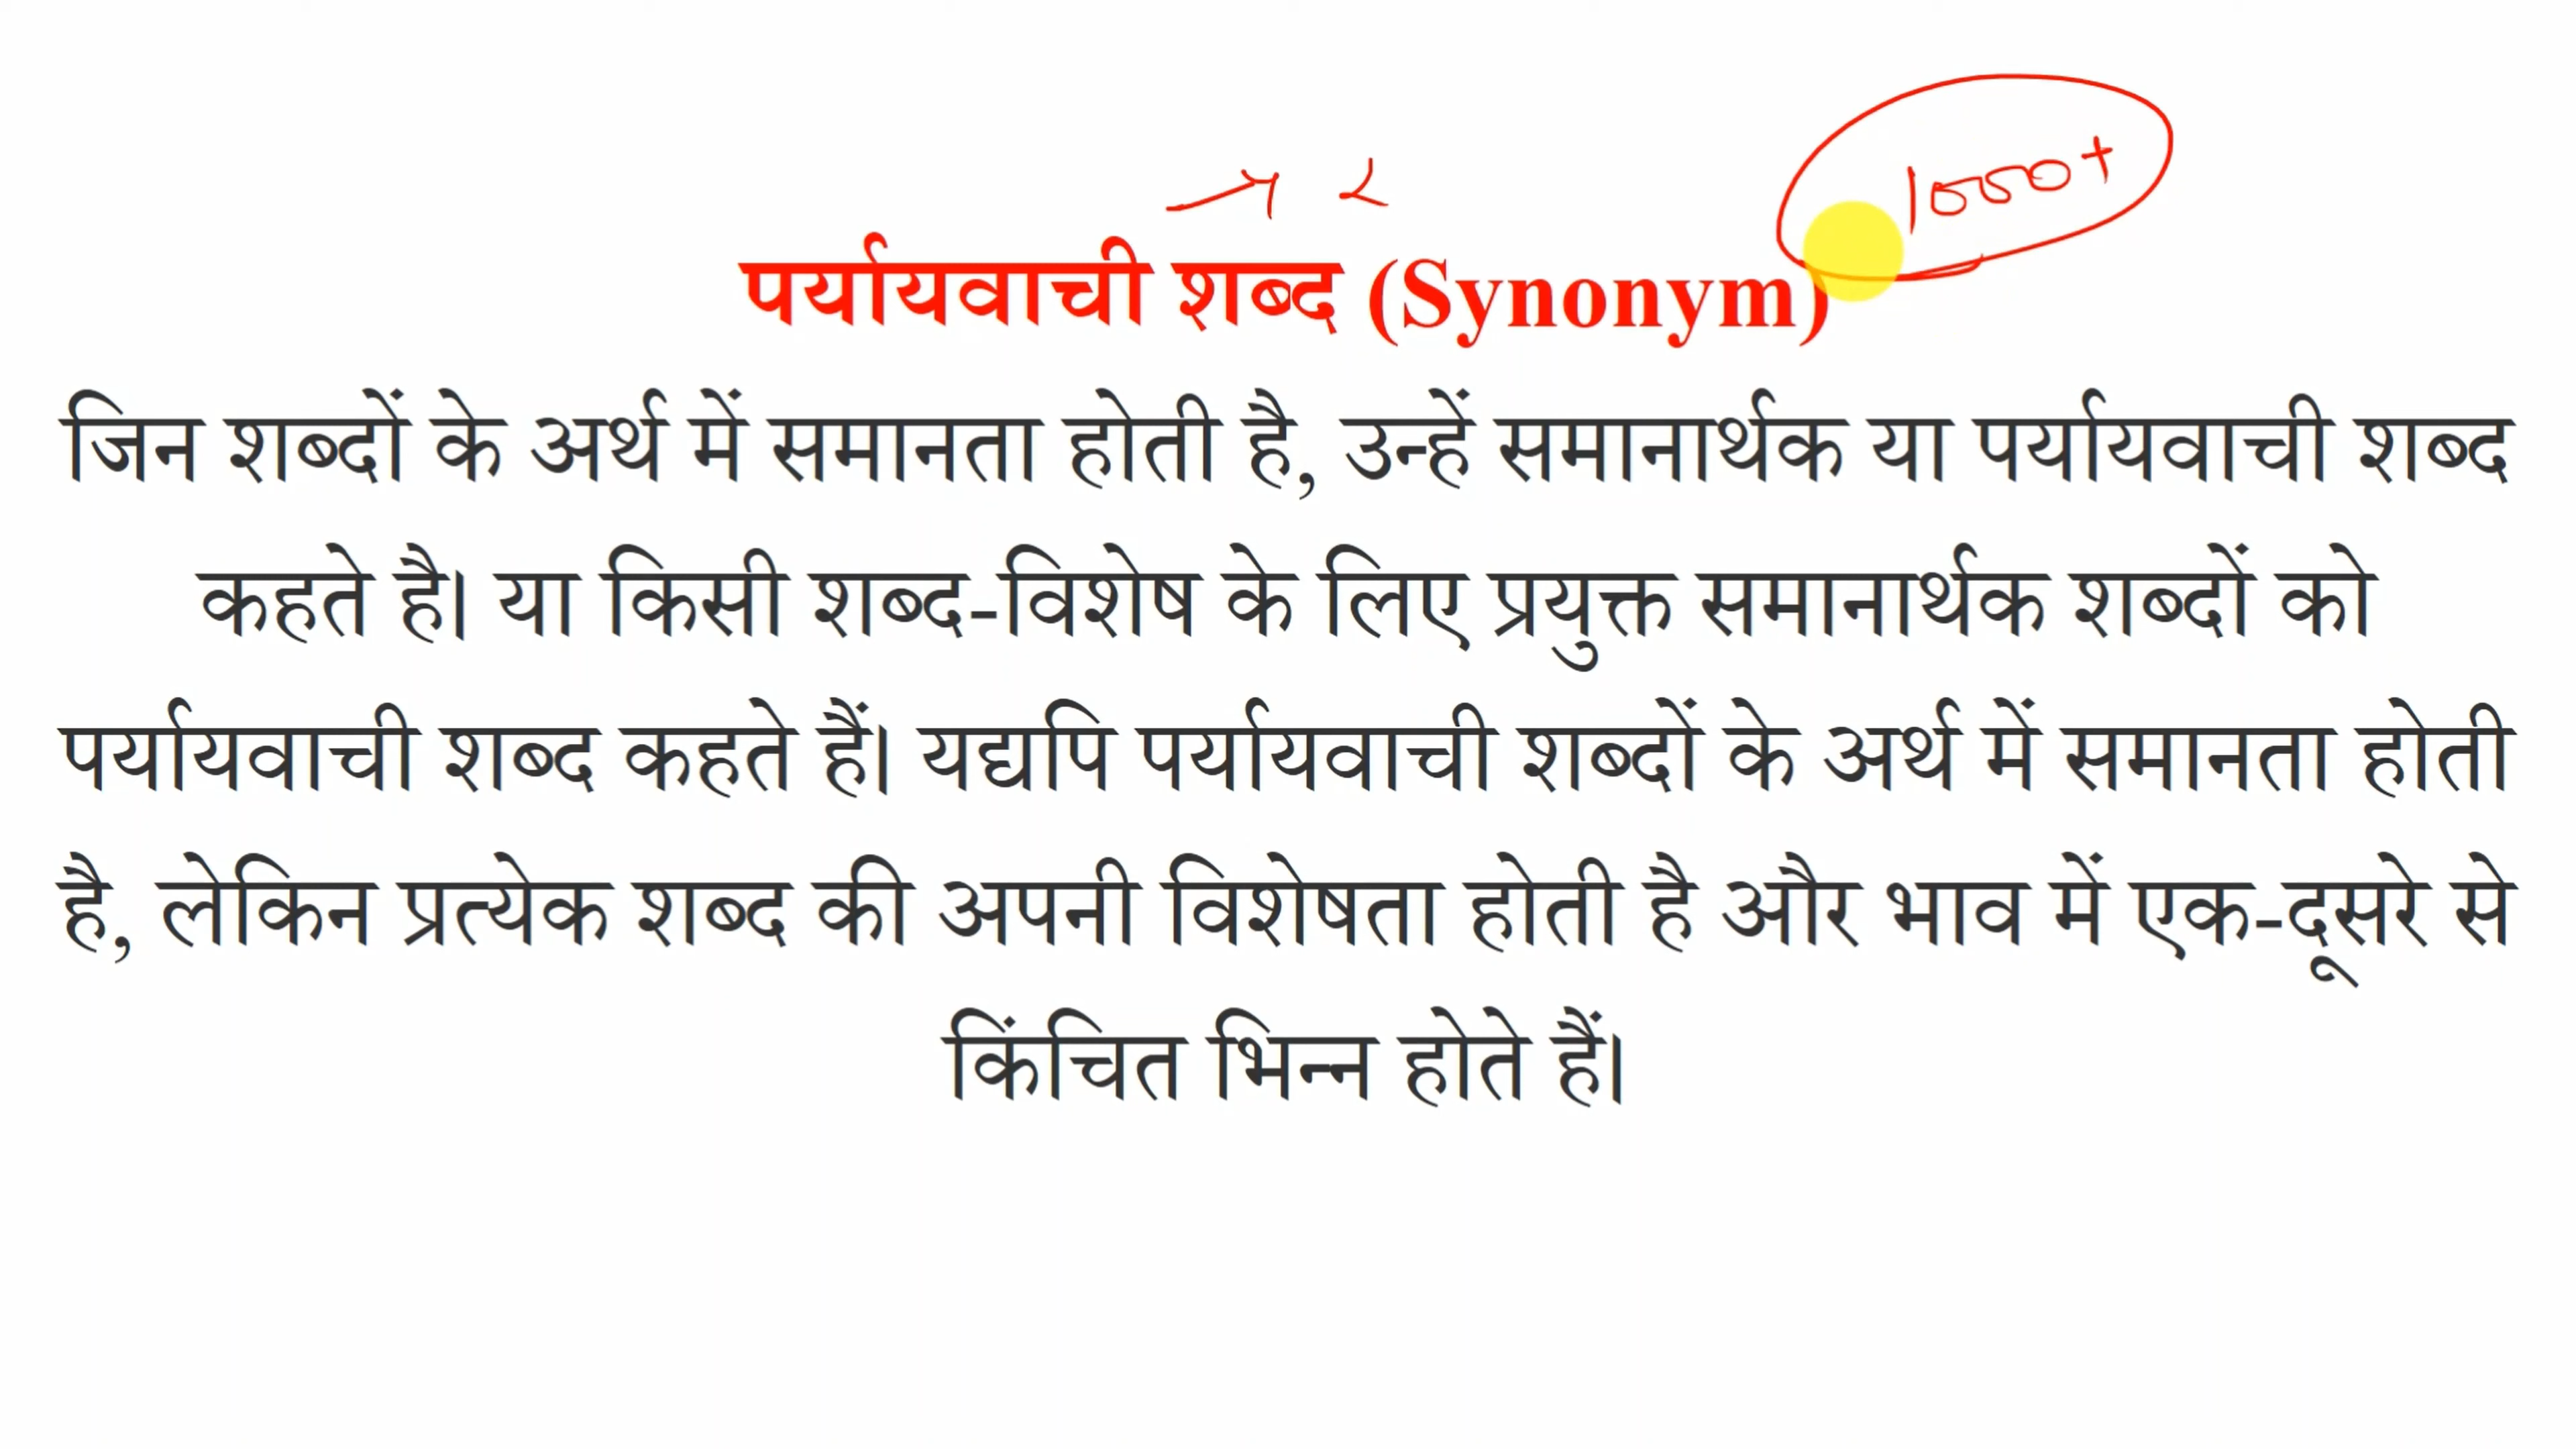 1000+
पर्यायवाची शब्द (Synonym)
जिन शब्दों के अर्थ में समानता होती है, उन्हें समानार्थक या पर्यायवाची शब्द
कहते है। या किसी शब्द-विशेष के लिए प्रयुक्त समानार्थक शब्दों को
पर्यायवाची शब्द कहते हैं। यद्यपि पर्यायवाची शब्दों के अर्थ में समानता होती
है, लेकिन प्रत्येक शब्द की अपनी विशेषता होती है और भाव में एक-दूसरे से
किंचित भिन्न होते हैं।